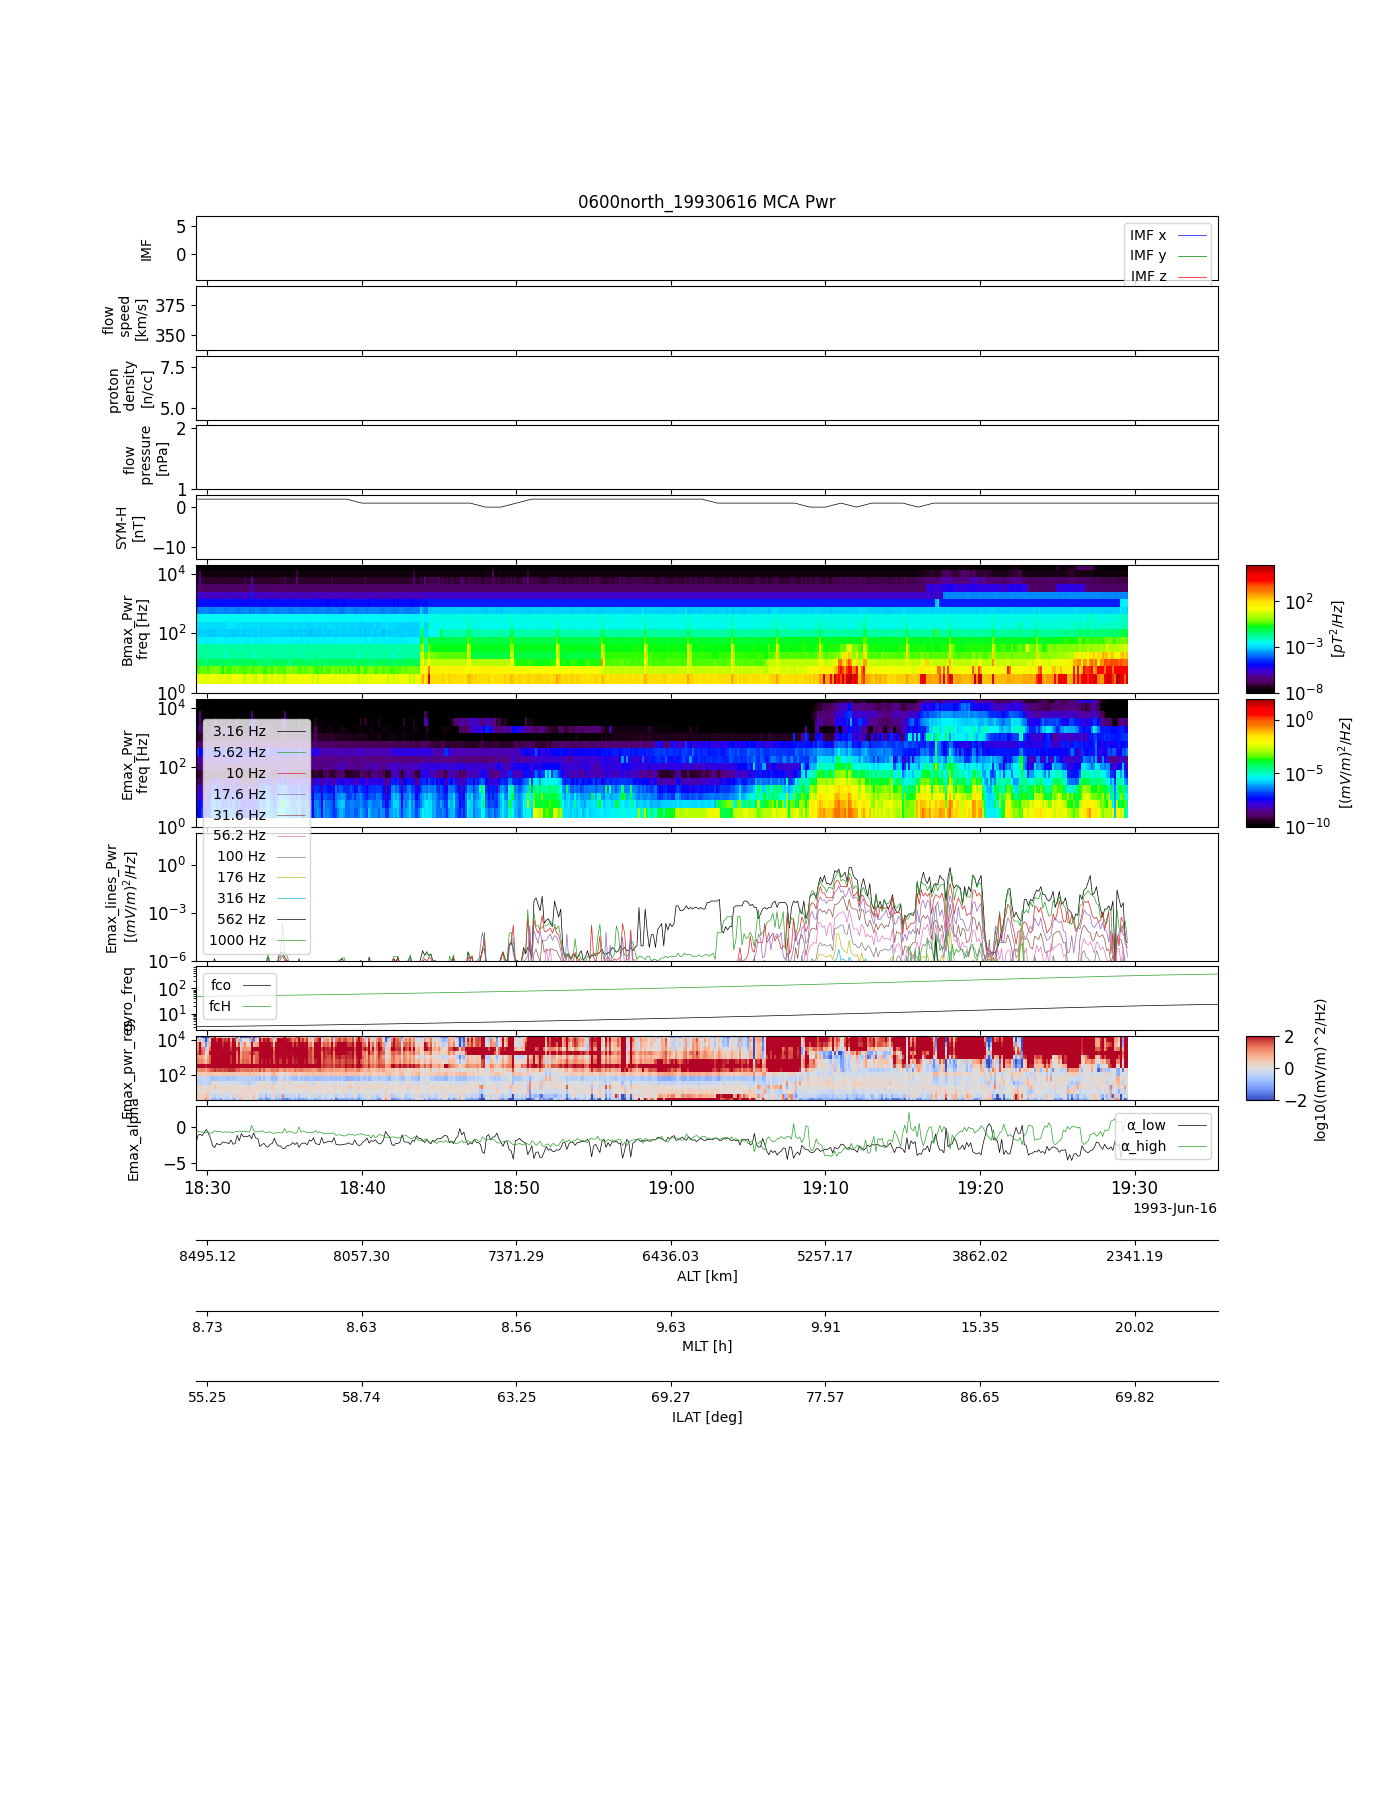 0600north_19930616 MCA Pwr
IMF
5
0
IMF x
IMF y
IMF z
flow
speed
[km/s]
375
350
proton
density
[n/cc]
7.5
5.0
flow
pressure
[nPa]
2
1
SYM-H
[nT]
0
−10
Bmax_Pwr
freq [Hz]
10^4
10^2
10^0
10^2
10^−3
10^−8
[pT^2/Hz]
Emax_Pwr
freq [Hz]
10^4
10^2
10^0
10^0
10^−5
10^−10
[(mV/m)^2/Hz]
3.16 Hz
5.62 Hz
10 Hz
17.6 Hz
31.6 Hz
56.2 Hz
100 Hz
176 Hz
316 Hz
562 Hz
1000 Hz
Emax_lines_Pwr
[(mV/m)^2/Hz]
10^0
10^−3
10^−6
gyro_freq
10^2
10^1
fco
fcH
Emax_pwr_reg
10^4
10^2
2
0
−2
log10((mV/m)^2/Hz)
Emax_alpha
0
−5
α_low
α_high
18:30 18:40 18:50 19:00 19:10 19:20 19:30
1993-Jun-16
8495.12 8057.30 7371.29 6436.03 5257.17 3862.02 2341.19
ALT [km]
8.73 8.63 8.56 9.63 9.91 15.35 20.02
MLT [h]
55.25 58.74 63.25 69.27 77.57 86.65 69.82
ILAT [deg]